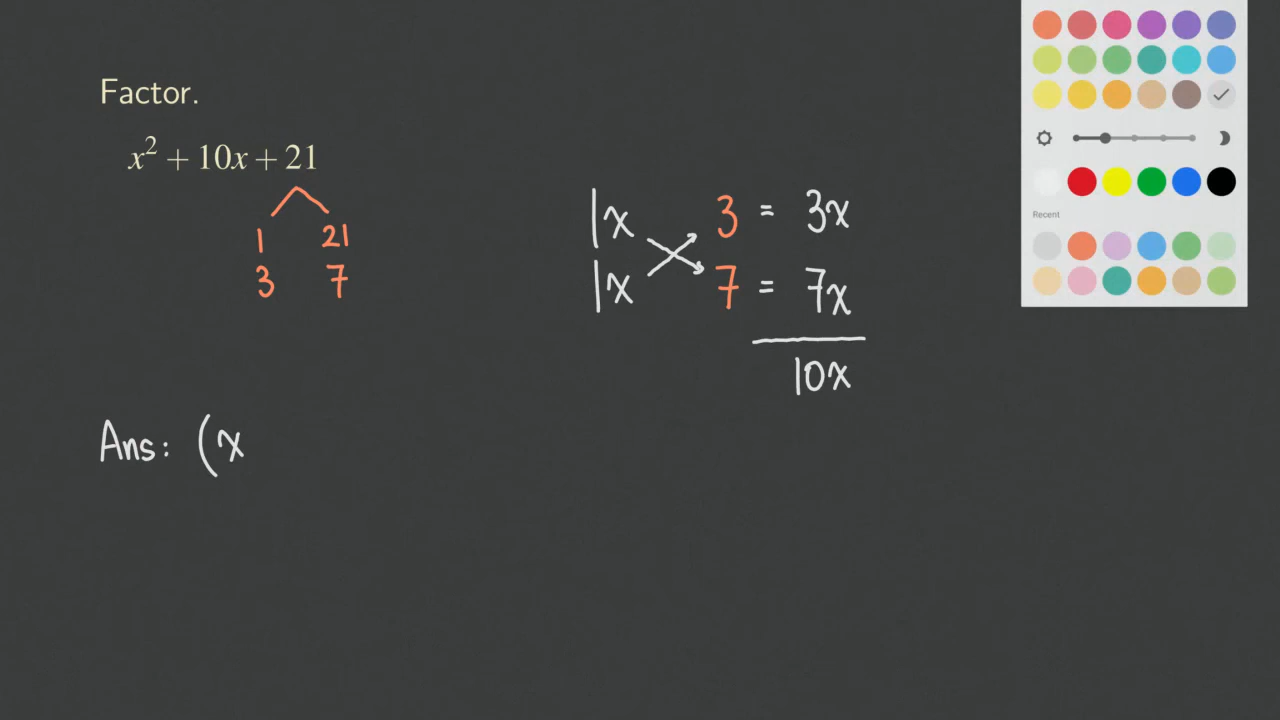 Factor.
x² + 10x + 21
1 21
3 7
1x 3 = 3x
1x 7 = 7x
10x
Ans: (x
Recent